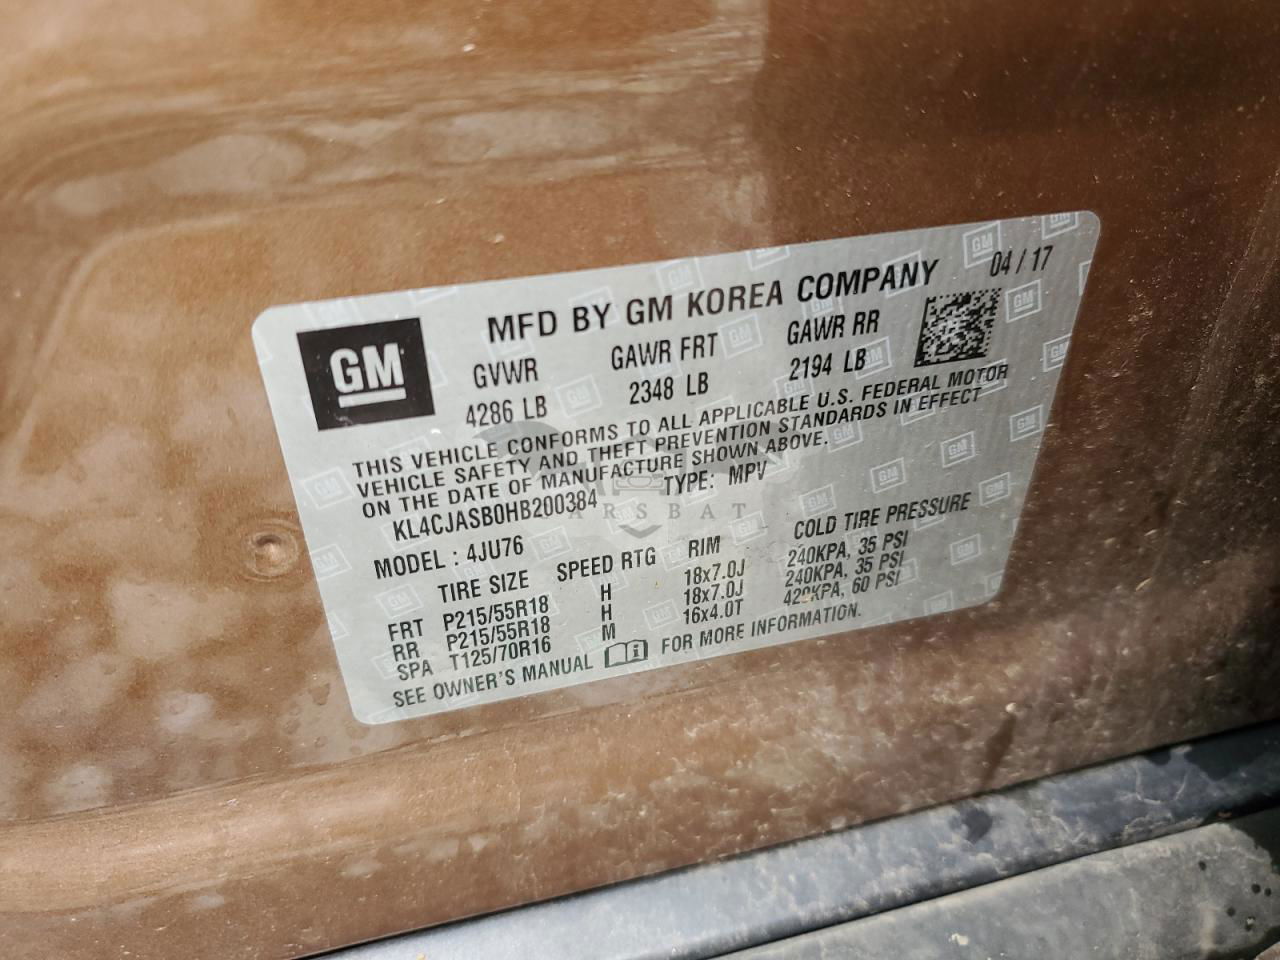 GM
MFD BY GM KOREA COMPANY 04 / 17
GVWR GAWR FRT GAWR RR
4286 LB 2348 LB 2194 LB
THIS VEHICLE CONFORMS TO ALL APPLICABLE U.S. FEDERAL MOTOR
VEHICLE SAFETY AND THEFT PREVENTION STANDARDS IN EFFECT
ON THE DATE OF MANUFACTURE SHOWN ABOVE.
KL4CJASB0HB200384 TYPE: MPV
CARSBAT
MODEL : 4JU76
TIRE SIZE SPEED RTG RIM COLD TIRE PRESSURE
FRT P215/55R18 H 18x7.0J 240KPA, 35 PSI
RR P215/55R18 H 18x7.0J 240KPA, 35 PSI
SPA T125/70R16 M 16x4.0T 420KPA, 60 PSI
SEE OWNER'S MANUAL FOR MORE INFORMATION.